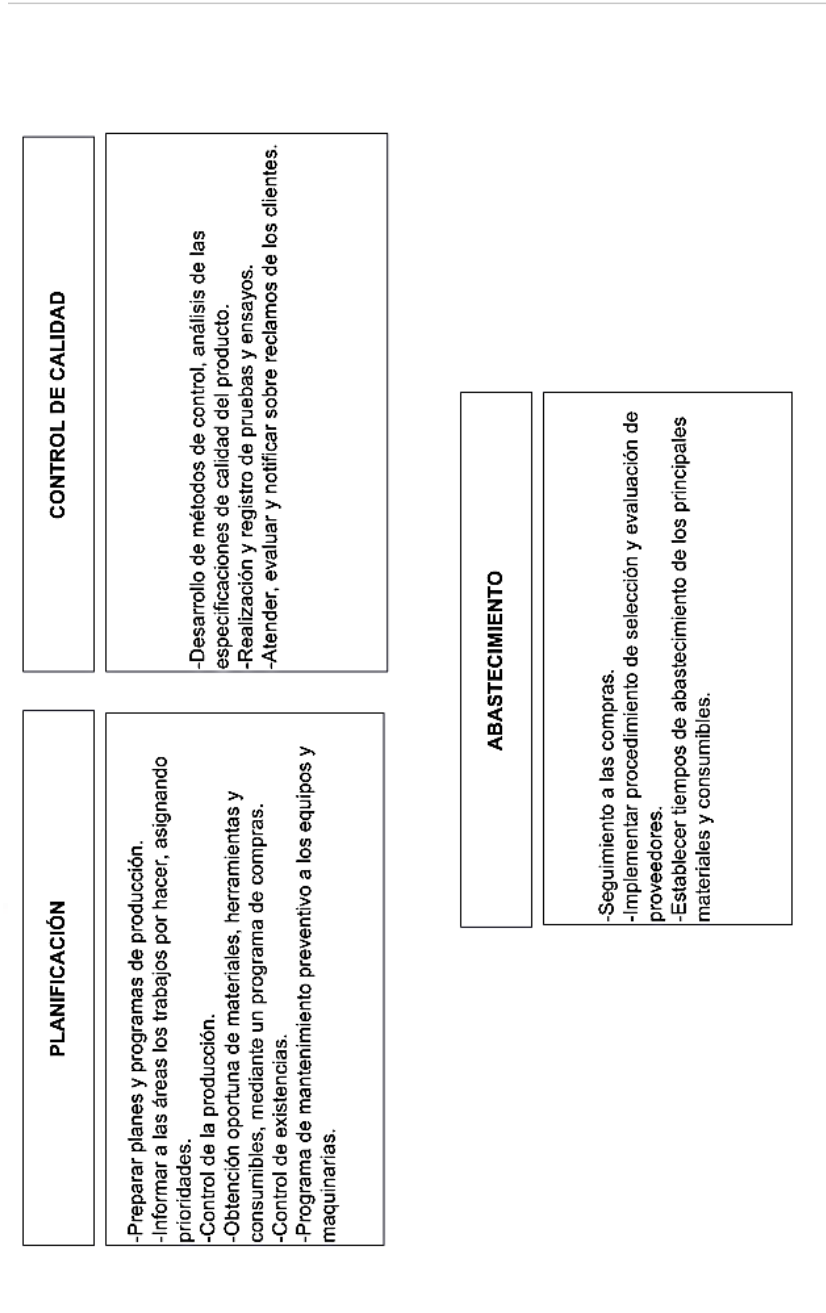 PLANIFICACIÓN
-Preparar planes y programas de producción.
-Informar a las áreas los trabajos por hacer, asignando
prioridades.
-Control de la producción.
-Obtención oportuna de materiales, herramientas y
consumibles, mediante un programa de compras.
-Control de existencias.
-Programa de mantenimiento preventivo a los equipos y
maquinarias.
CONTROL DE CALIDAD
-Desarrollo de métodos de control, análisis de las
especificaciones de calidad del producto.
-Realización y registro de pruebas y ensayos.
-Atender, evaluar y notificar sobre reclamos de los clientes.
ABASTECIMIENTO
-Seguimiento a las compras.
-Implementar procedimiento de selección y evaluación de
proveedores.
-Establecer tiempos de abastecimiento de los principales
materiales y consumibles.